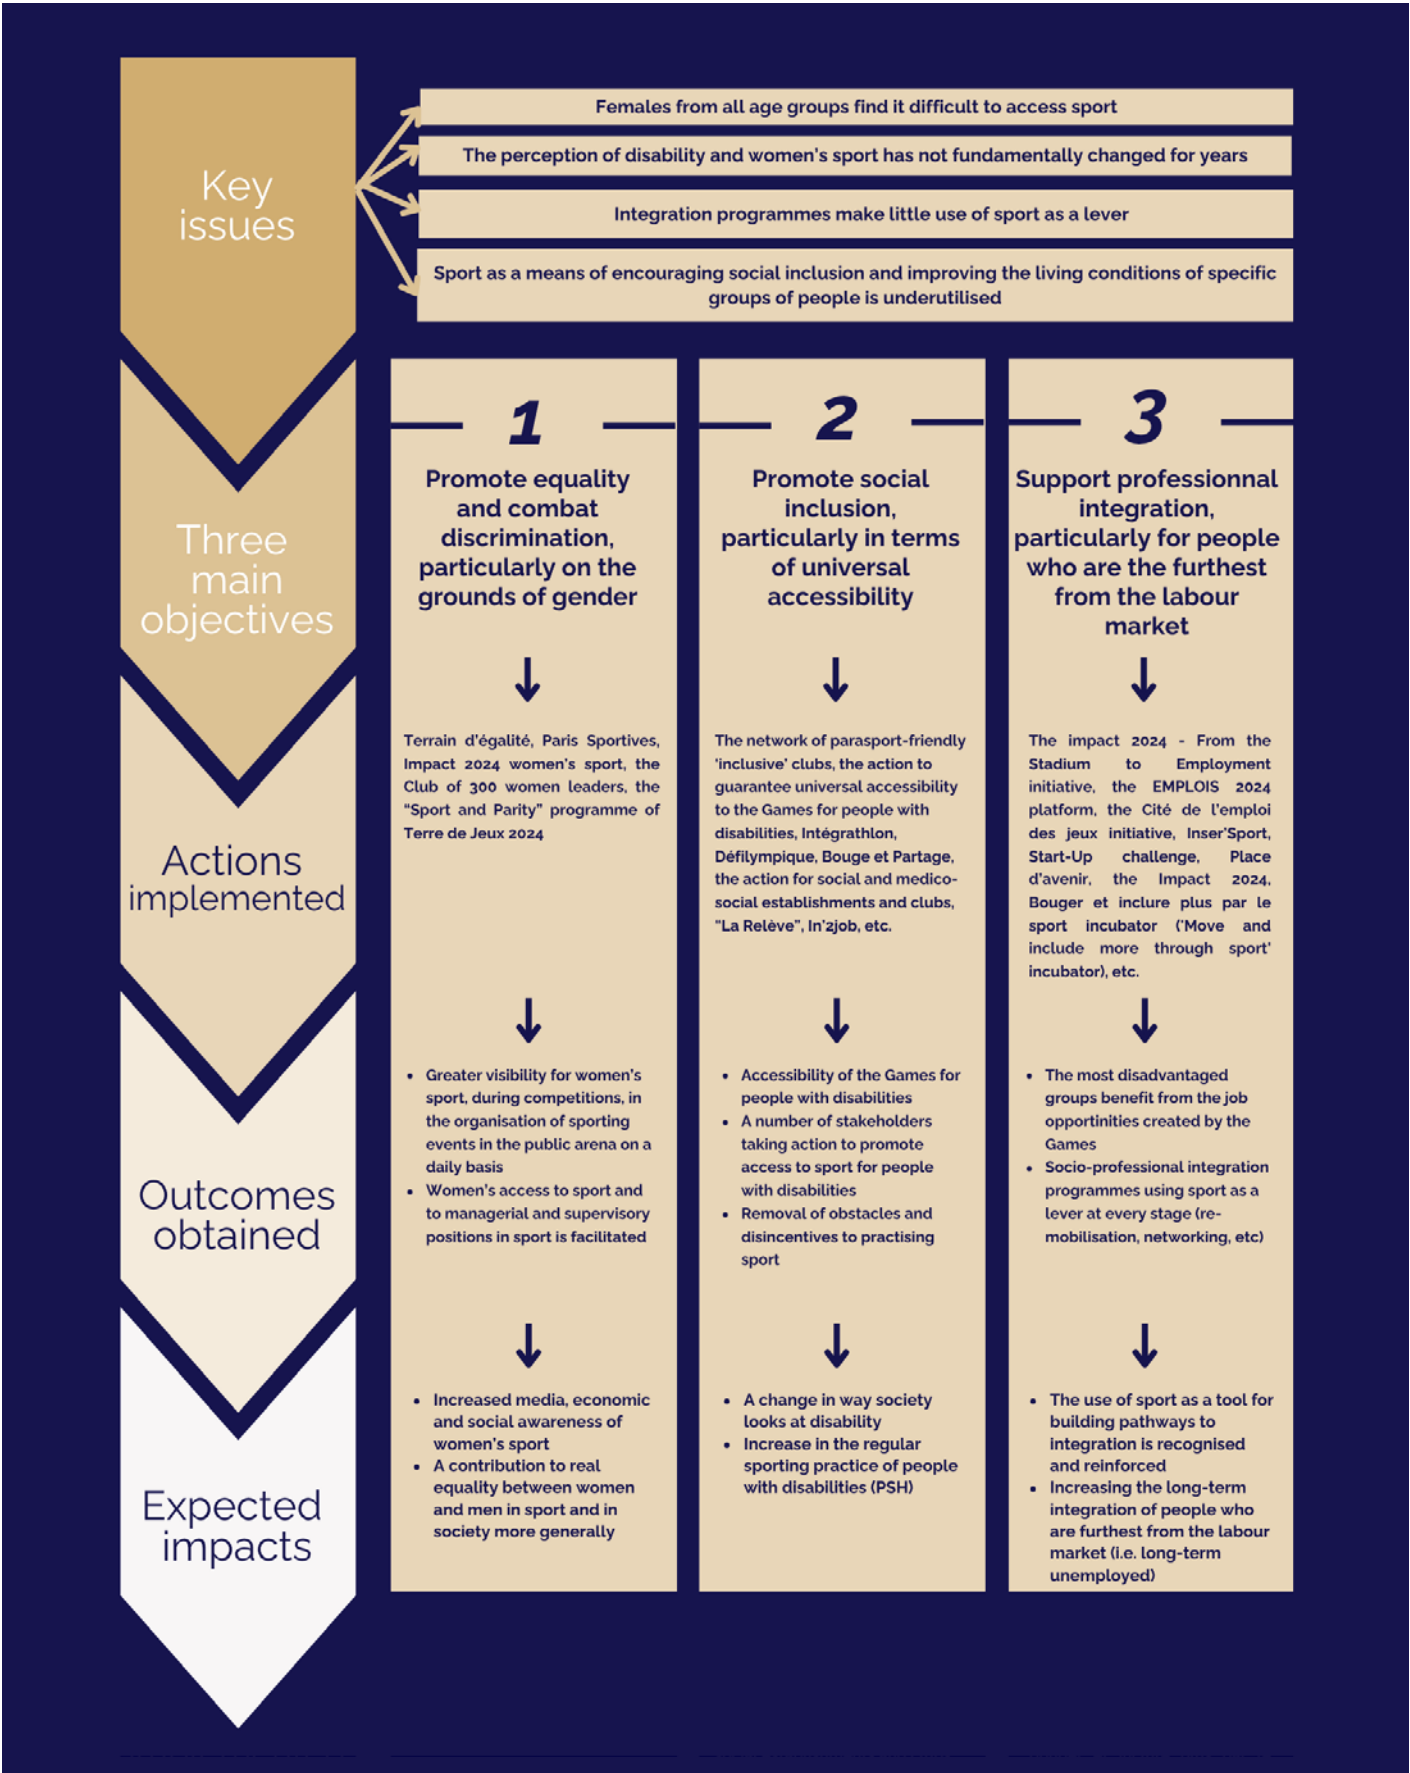 Key
issues
Females from all age groups find it difficult to access sport
The perception of disability and women's sport has not fundamentally changed for years
Integration programmes make little use of sport as a lever
Sport as a means of encouraging social inclusion and improving the living conditions of specific
groups of people is underutilised
Three
main
objectives
1
Promote equality
and combat
discrimination,
particularly on the
grounds of gender
2
Promote social
inclusion,
particularly in terms
of universal
accessibility
3
Support professionnal
integration,
particularly for people
who are the furthest
from the labour
market
Actions
implemented
Terrain d'égalité, Paris Sportives,
Impact 2024 women's sport, the
Club of 300 women leaders, the
"Sport and Parity" programme of
Terre de Jeux 2024
The network of parasport-friendly
'inclusive' clubs, the action to
guarantee universal accessibility
to the Games for people with
disabilities, Intégrathlon,
Défilympique, Bouge et Partage,
the action for social and medico-
social establishments and clubs,
"La Relève", In'2job, etc.
The impact 2024 - From the
Stadium to Employment
initiative, the EMPLOIS 2024
platform, the Cité de l'emploi
des jeux initiative, Inser'Sport,
Start-Up challenge, Place
d'avenir, the Impact 2024,
Bouger et inclure plus par le
sport incubator ('Move and
include more through sport'
incubator), etc.
Outcomes
obtained
• Greater visibility for women's
sport, during competitions, in
the organisation of sporting
events in the public arena on a
daily basis
• Women's access to sport and
to managerial and supervisory
positions in sport is facilitated
• Accessibility of the Games for
people with disabilities
• A number of stakeholders
taking action to promote
access to sport for people
with disabilities
• Removal of obstacles and
disincentives to practising
sport
• The most disadvantaged
groups benefit from the job
opportinities created by the
Games
• Socio-professional integration
programmes using sport as a
lever at every stage (re-
mobilisation, networking, etc)
Expected
impacts
• Increased media, economic
and social awareness of
women's sport
• A contribution to real
equality between women
and men in sport and in
society more generally
• A change in way society
looks at disability
• Increase in the regular
sporting practice of people
with disabilities (PSH)
• The use of sport as a tool for
building pathways to
integration is recognised
and reinforced
• Increasing the long-term
integration of people who
are furthest from the labour
market (i.e. long-term
unemployed)